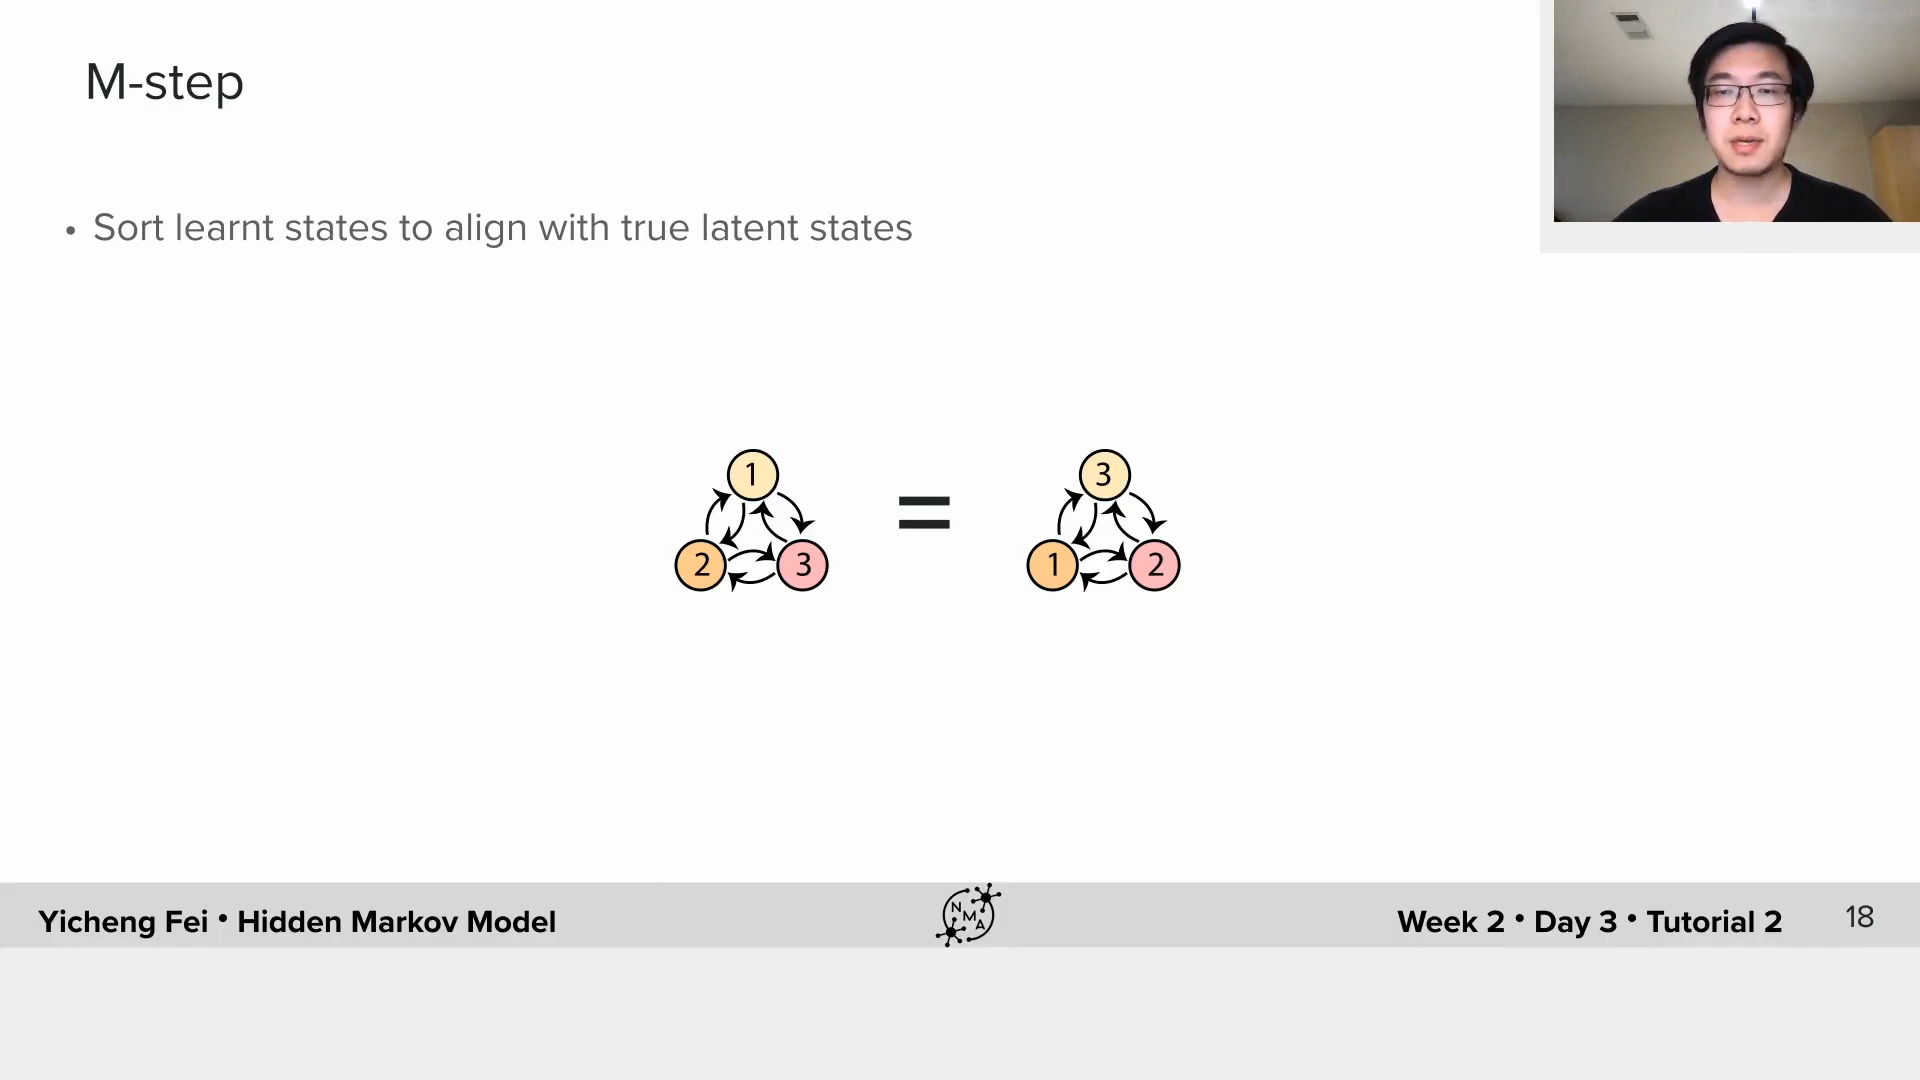 M-step
• Sort learnt states to align with true latent states
1
3
=
2
3
1
2
Yicheng Fei • Hidden Markov Model
NMA
Week 2 • Day 3 • Tutorial 2
18